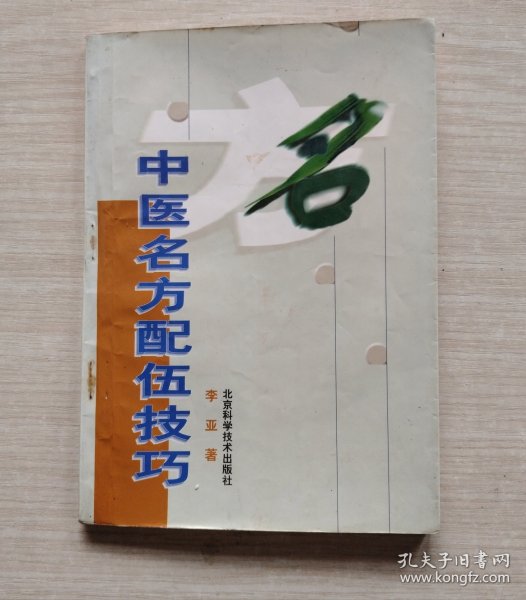 方
名
中医名方配伍技巧
李亚著
北京科学技术出版社
孔夫子旧书网
www.kongfz.com